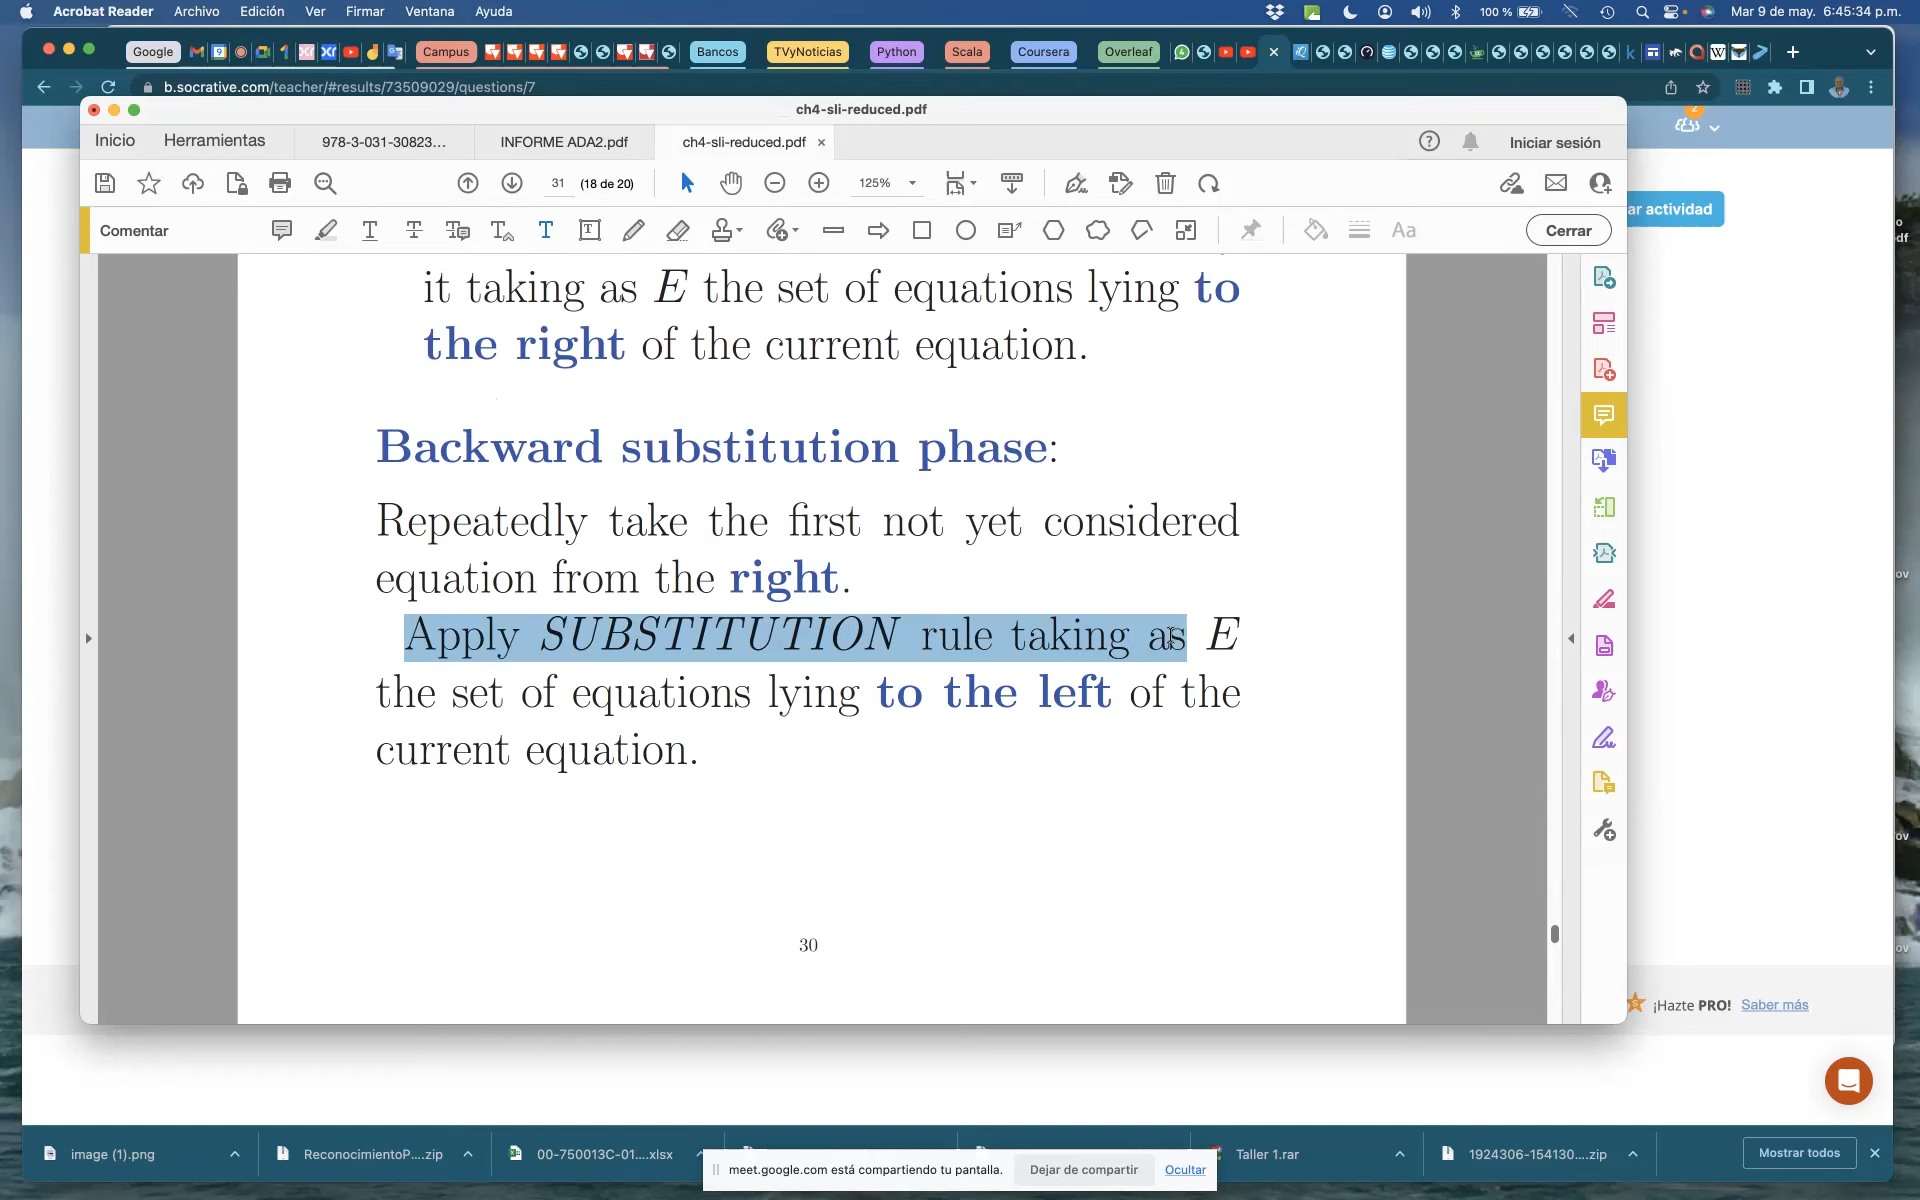 Acrobat Reader Archivo Edición Ver Firmar Ventana Ayuda 100 % Mar 9 de may. 6:45:34 p.m.
Google Campus Bancos TVyNoticias Python Scala Coursera Overleaf
b.socrative.com/teacher/#results/73509029/questions/7
ch4-sli-reduced.pdf
Inicio Herramientas 978-3-031-30823... INFORME ADA2.pdf ch4-sli-reduced.pdf × Iniciar sesión
31 (18 de 20) 125%
ar actividad
Comentar Aa Cerrar
it taking as E the set of equations lying to
the right of the current equation.
Backward substitution phase:
Repeatedly take the first not yet considered
equation from the right.
Apply SUBSTITUTION rule taking as E
the set of equations lying to the left of the
current equation.
30
¡Hazte PRO! Saber más
image (1).png ReconocimientoP....zip 00-750013C-01....xlsx Taller 1.rar 1924306-154130....zip Mostrar todos
meet.google.com está compartiendo tu pantalla. Dejar de compartir Ocultar